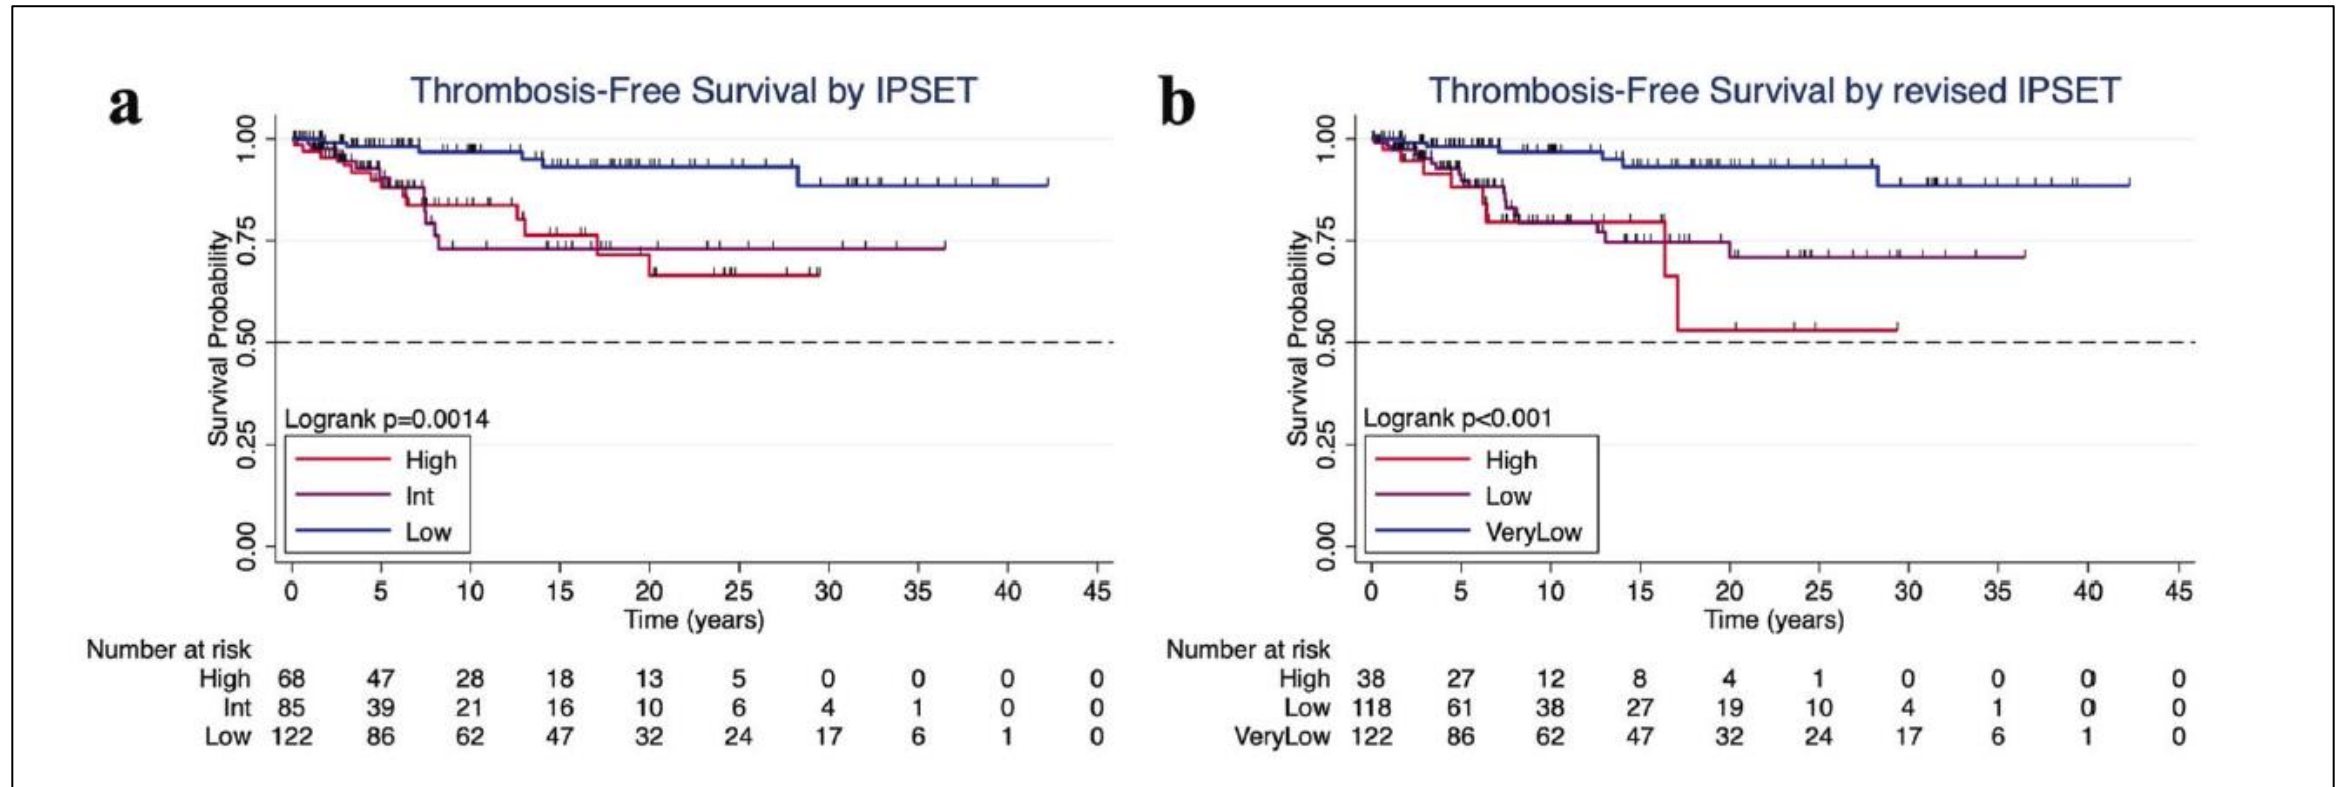 a
Thrombosis-Free Survival by IPSET
Survival Probability
1.00
0.75
0.50
0.25
0.00
Logrank p=0.0014
High
Int
Low
0 5 10 15 20 25 30 35 40 45
Time (years)
Number at risk
High 68 47 28 18 13 5 0 0 0 0
Int 85 39 21 16 10 6 4 1 0 0
Low 122 86 62 47 32 24 17 6 1 0
b
Thrombosis-Free Survival by revised IPSET
Survival Probability
1.00
0.75
0.50
0.25
0.00
Logrank p<0.001
High
Low
VeryLow
0 5 10 15 20 25 30 35 40 45
Time (years)
Number at risk
High 38 27 12 8 4 1 0 0 0 0
Low 118 61 38 27 19 10 4 1 0 0
VeryLow 122 86 62 47 32 24 17 6 1 0